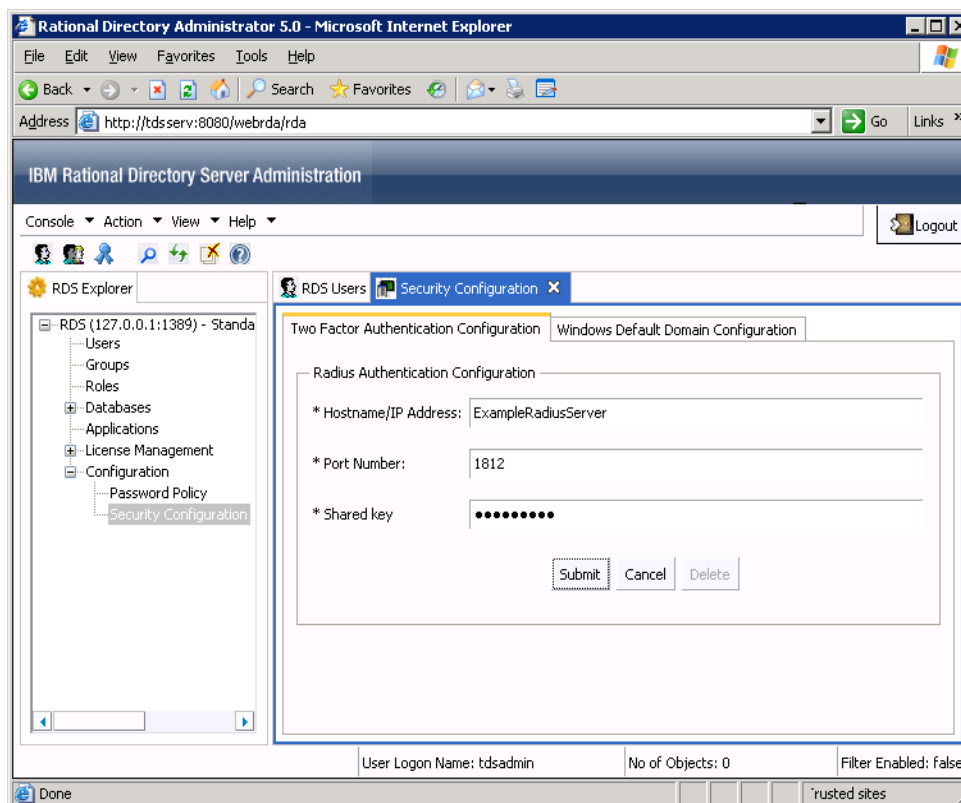 Rational Directory Administrator 5.0 - Microsoft Internet Explorer
File Edit View Favorites Tools Help
Back Search Favorites
Address http://tdsserv:8080/webrda/rda Go Links »
IBM Rational Directory Server Administration
Console Action View Help
Logout
RDS Explorer
RDS Users Security Configuration
RDS (127.0.0.1:1389) - Standa
Users
Groups
Roles
Databases
Applications
License Management
Configuration
Password Policy
Security Configuration
Two Factor Authentication Configuration Windows Default Domain Configuration
Radius Authentication Configuration
* Hostname/IP Address: ExampleRadiusServer
* Port Number: 1812
* Shared key •••••••••
Submit Cancel Delete
User Logon Name: tdsadmin No of Objects: 0 Filter Enabled: false
Done rusted sites